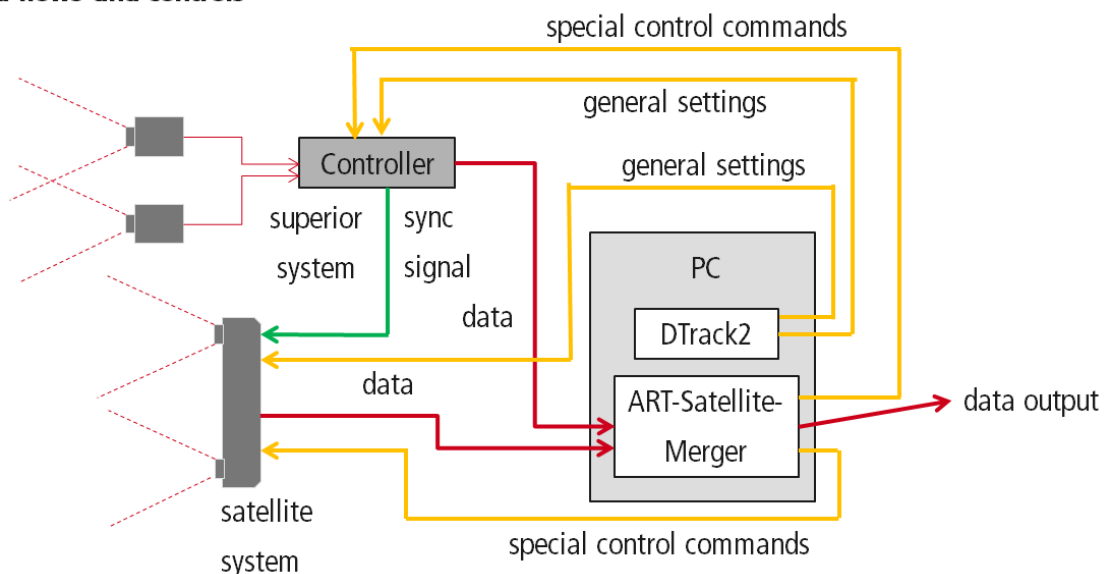 special control commands
general settings
general settings
Controller
superior
system
sync
signal
data
PC
DTrack2
data
ART-Satellite-
Merger
data output
satellite
system
special control commands